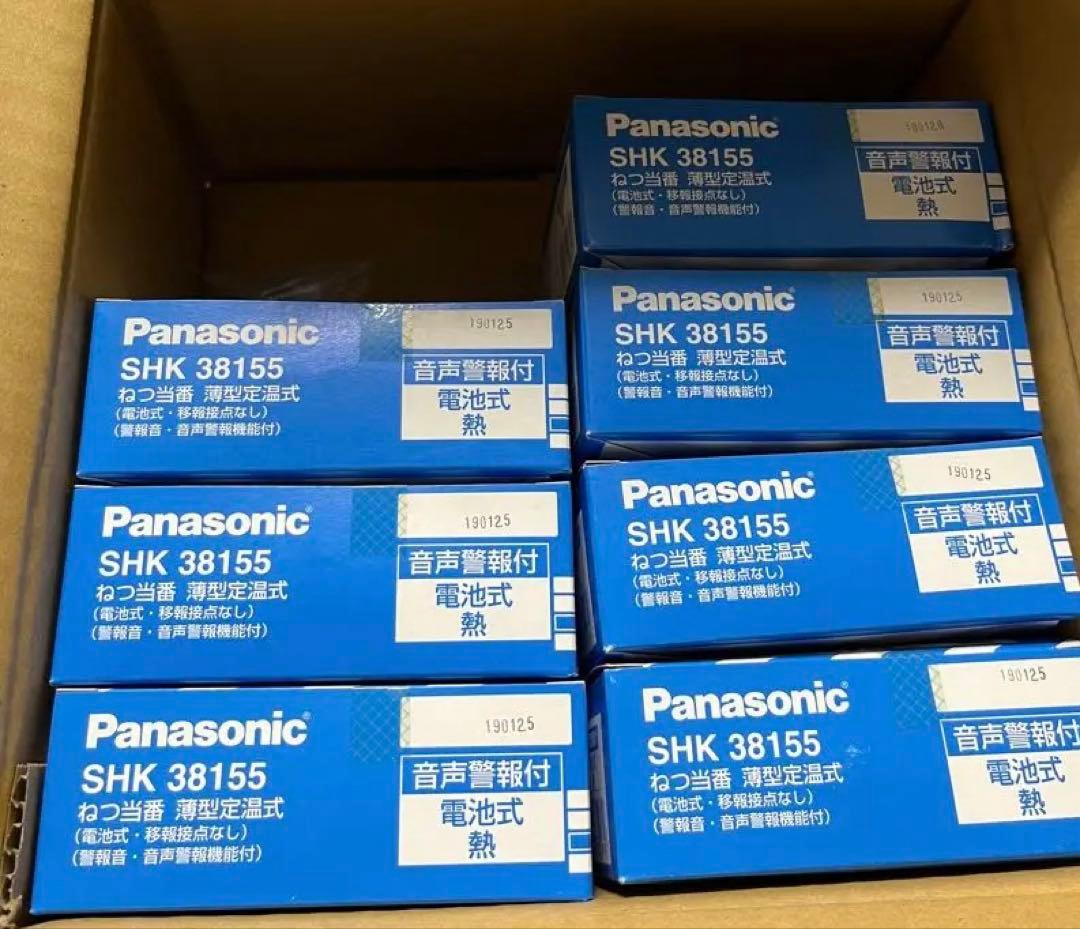 Panasonic
190125
SHK 38155
音声警報付
ねつ当番 薄型定温式
電池式
(電池式・移報接点なし)
熱
(警報音・音声警報機能付)
Panasonic
190125
SHK 38155
音声警報付
ねつ当番 薄型定温式
電池式
(電池式・移報接点なし)
熱
(警報音・音声警報機能付)
Panasonic
190125
SHK 38155
音声警報付
ねつ当番 薄型定温式
電池式
(電池式・移報接点なし)
熱
(警報音・音声警報機能付)
Panasonic
SHK 38155
音声警報付
ねつ当番 薄型定温式
電池式
(電池式・移報接点なし)
熱
(警報音・音声警報機能付)
Panasonic
190125
SHK 38155
音声警報付
ねつ当番 薄型定温式
電池式
(電池式・移報接点なし)
熱
(警報音・音声警報機能付)
Panasonic
190125
SHK 38155
音声警報付
ねつ当番 薄型定温式
電池式
(電池式・移報接点なし)
熱
(警報音・音声警報機能付)
Panasonic
190125
SHK 38155
音声警報付
ねつ当番 薄型定温式
電池式
(電池式・移報接点なし)
熱
(警報音・音声警報機能付)